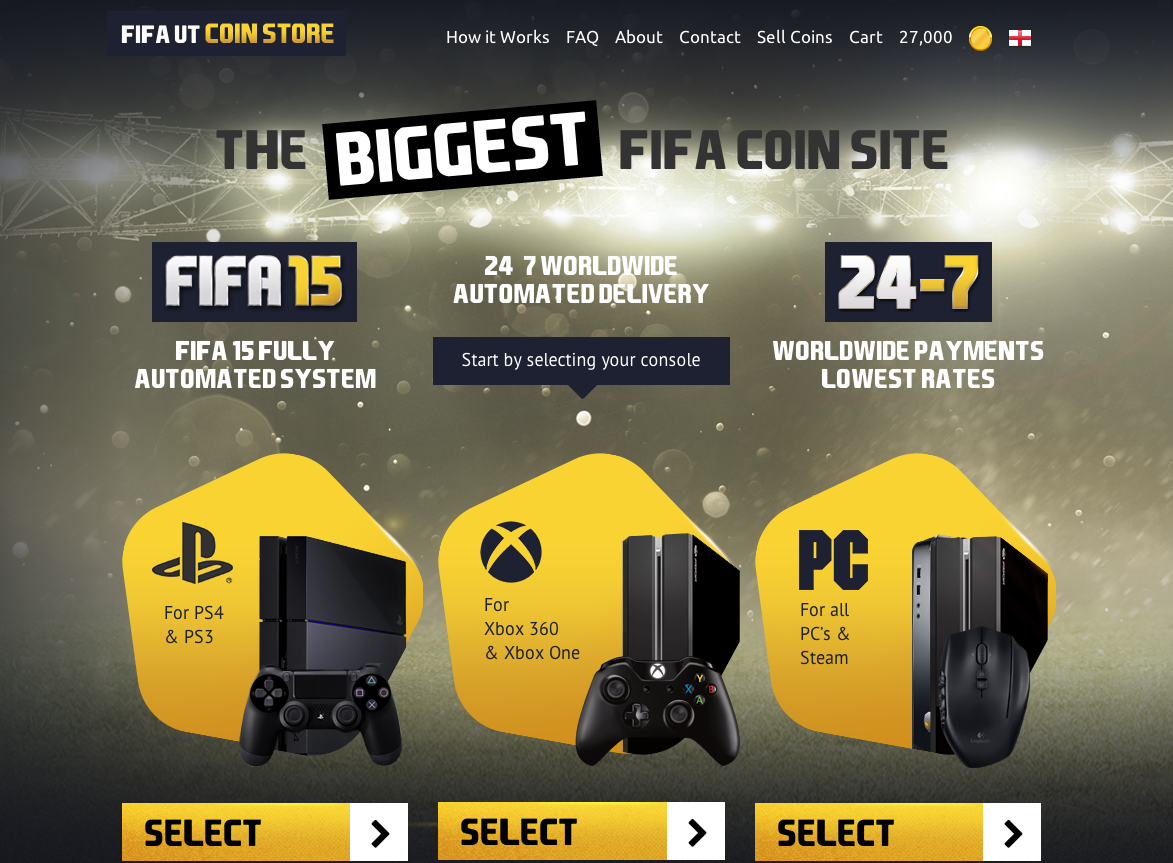 FIFA UT COIN STORE
How it Works FAQ About Contact Sell Coins Cart 27,000
THE BIGGEST FIFA COIN SITE
FIFA 15
FIFA 15 FULLY
AUTOMATED SYSTEM
24 7 WORLDWIDE
AUTOMATED DELIVERY
Start by selecting your console
24-7
WORLDWIDE PAYMENTS
LOWEST RATES
For PS4
& PS3
For
Xbox 360
& Xbox One
PC
For all
PC's &
Steam
Y
X
B
A
SELECT
SELECT
SELECT